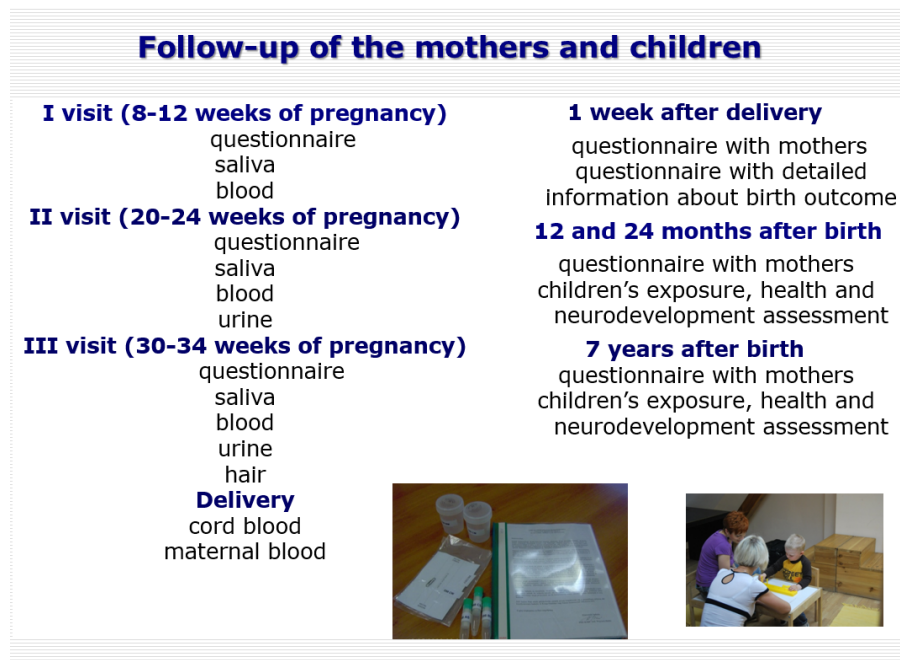 Follow-up of the mothers and children
I visit (8-12 weeks of pregnancy)
questionnaire
saliva
blood
II visit (20-24 weeks of pregnancy)
questionnaire
saliva
blood
urine
III visit (30-34 weeks of pregnancy)
questionnaire
saliva
blood
urine
hair
Delivery
cord blood
maternal blood
1 week after delivery
questionnaire with mothers
questionnaire with detailed
information about birth outcome
12 and 24 months after birth
questionnaire with mothers
children’s exposure, health and
neurodevelopment assessment
7 years after birth
questionnaire with mothers
children’s exposure, health and
neurodevelopment assessment